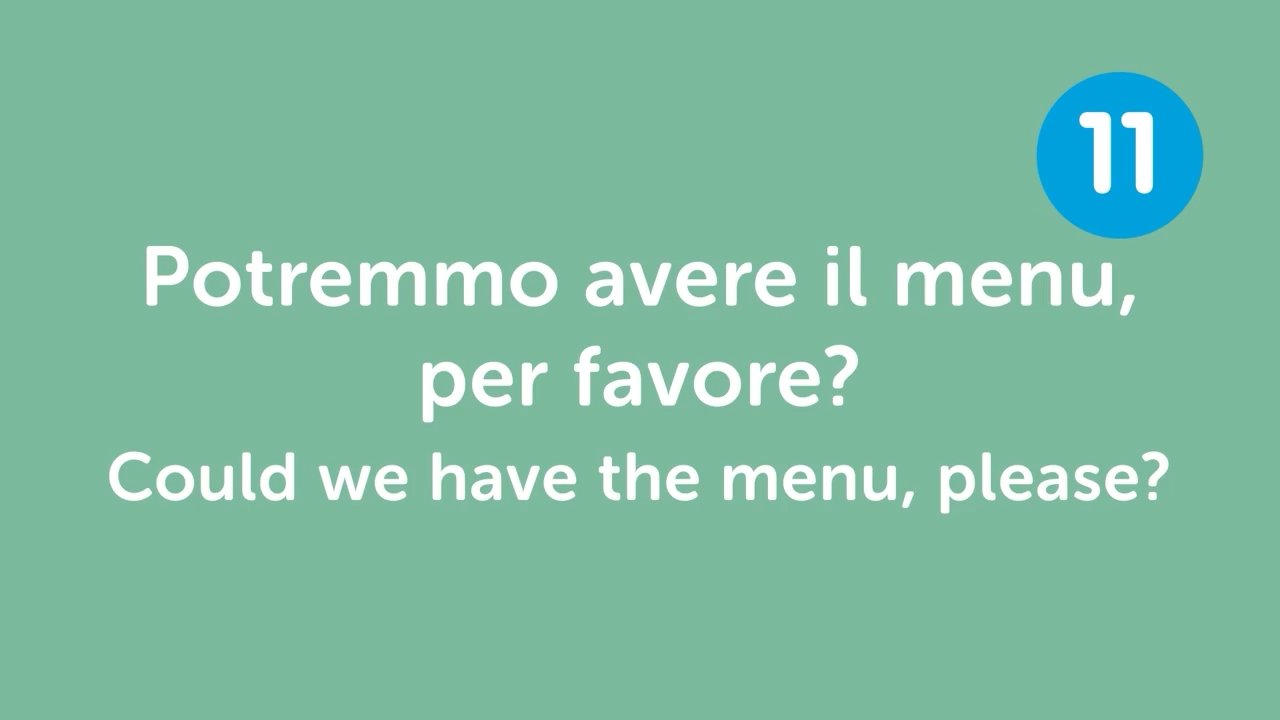 11
Potremmo avere il menu,
per favore?
Could we have the menu, please?